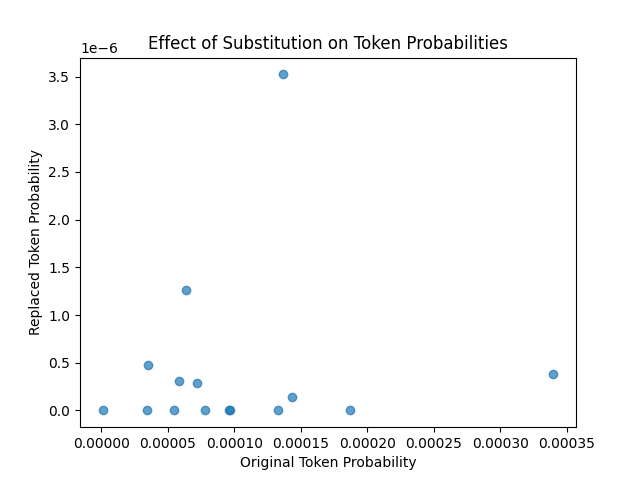 Effect of Substitution on Token Probabilities
1e−6
3.5
3.0
2.5
2.0
1.5
1.0
0.5
0.0
Replaced Token Probability
0.00000 0.00005 0.00010 0.00015 0.00020 0.00025 0.00030 0.00035
Original Token Probability